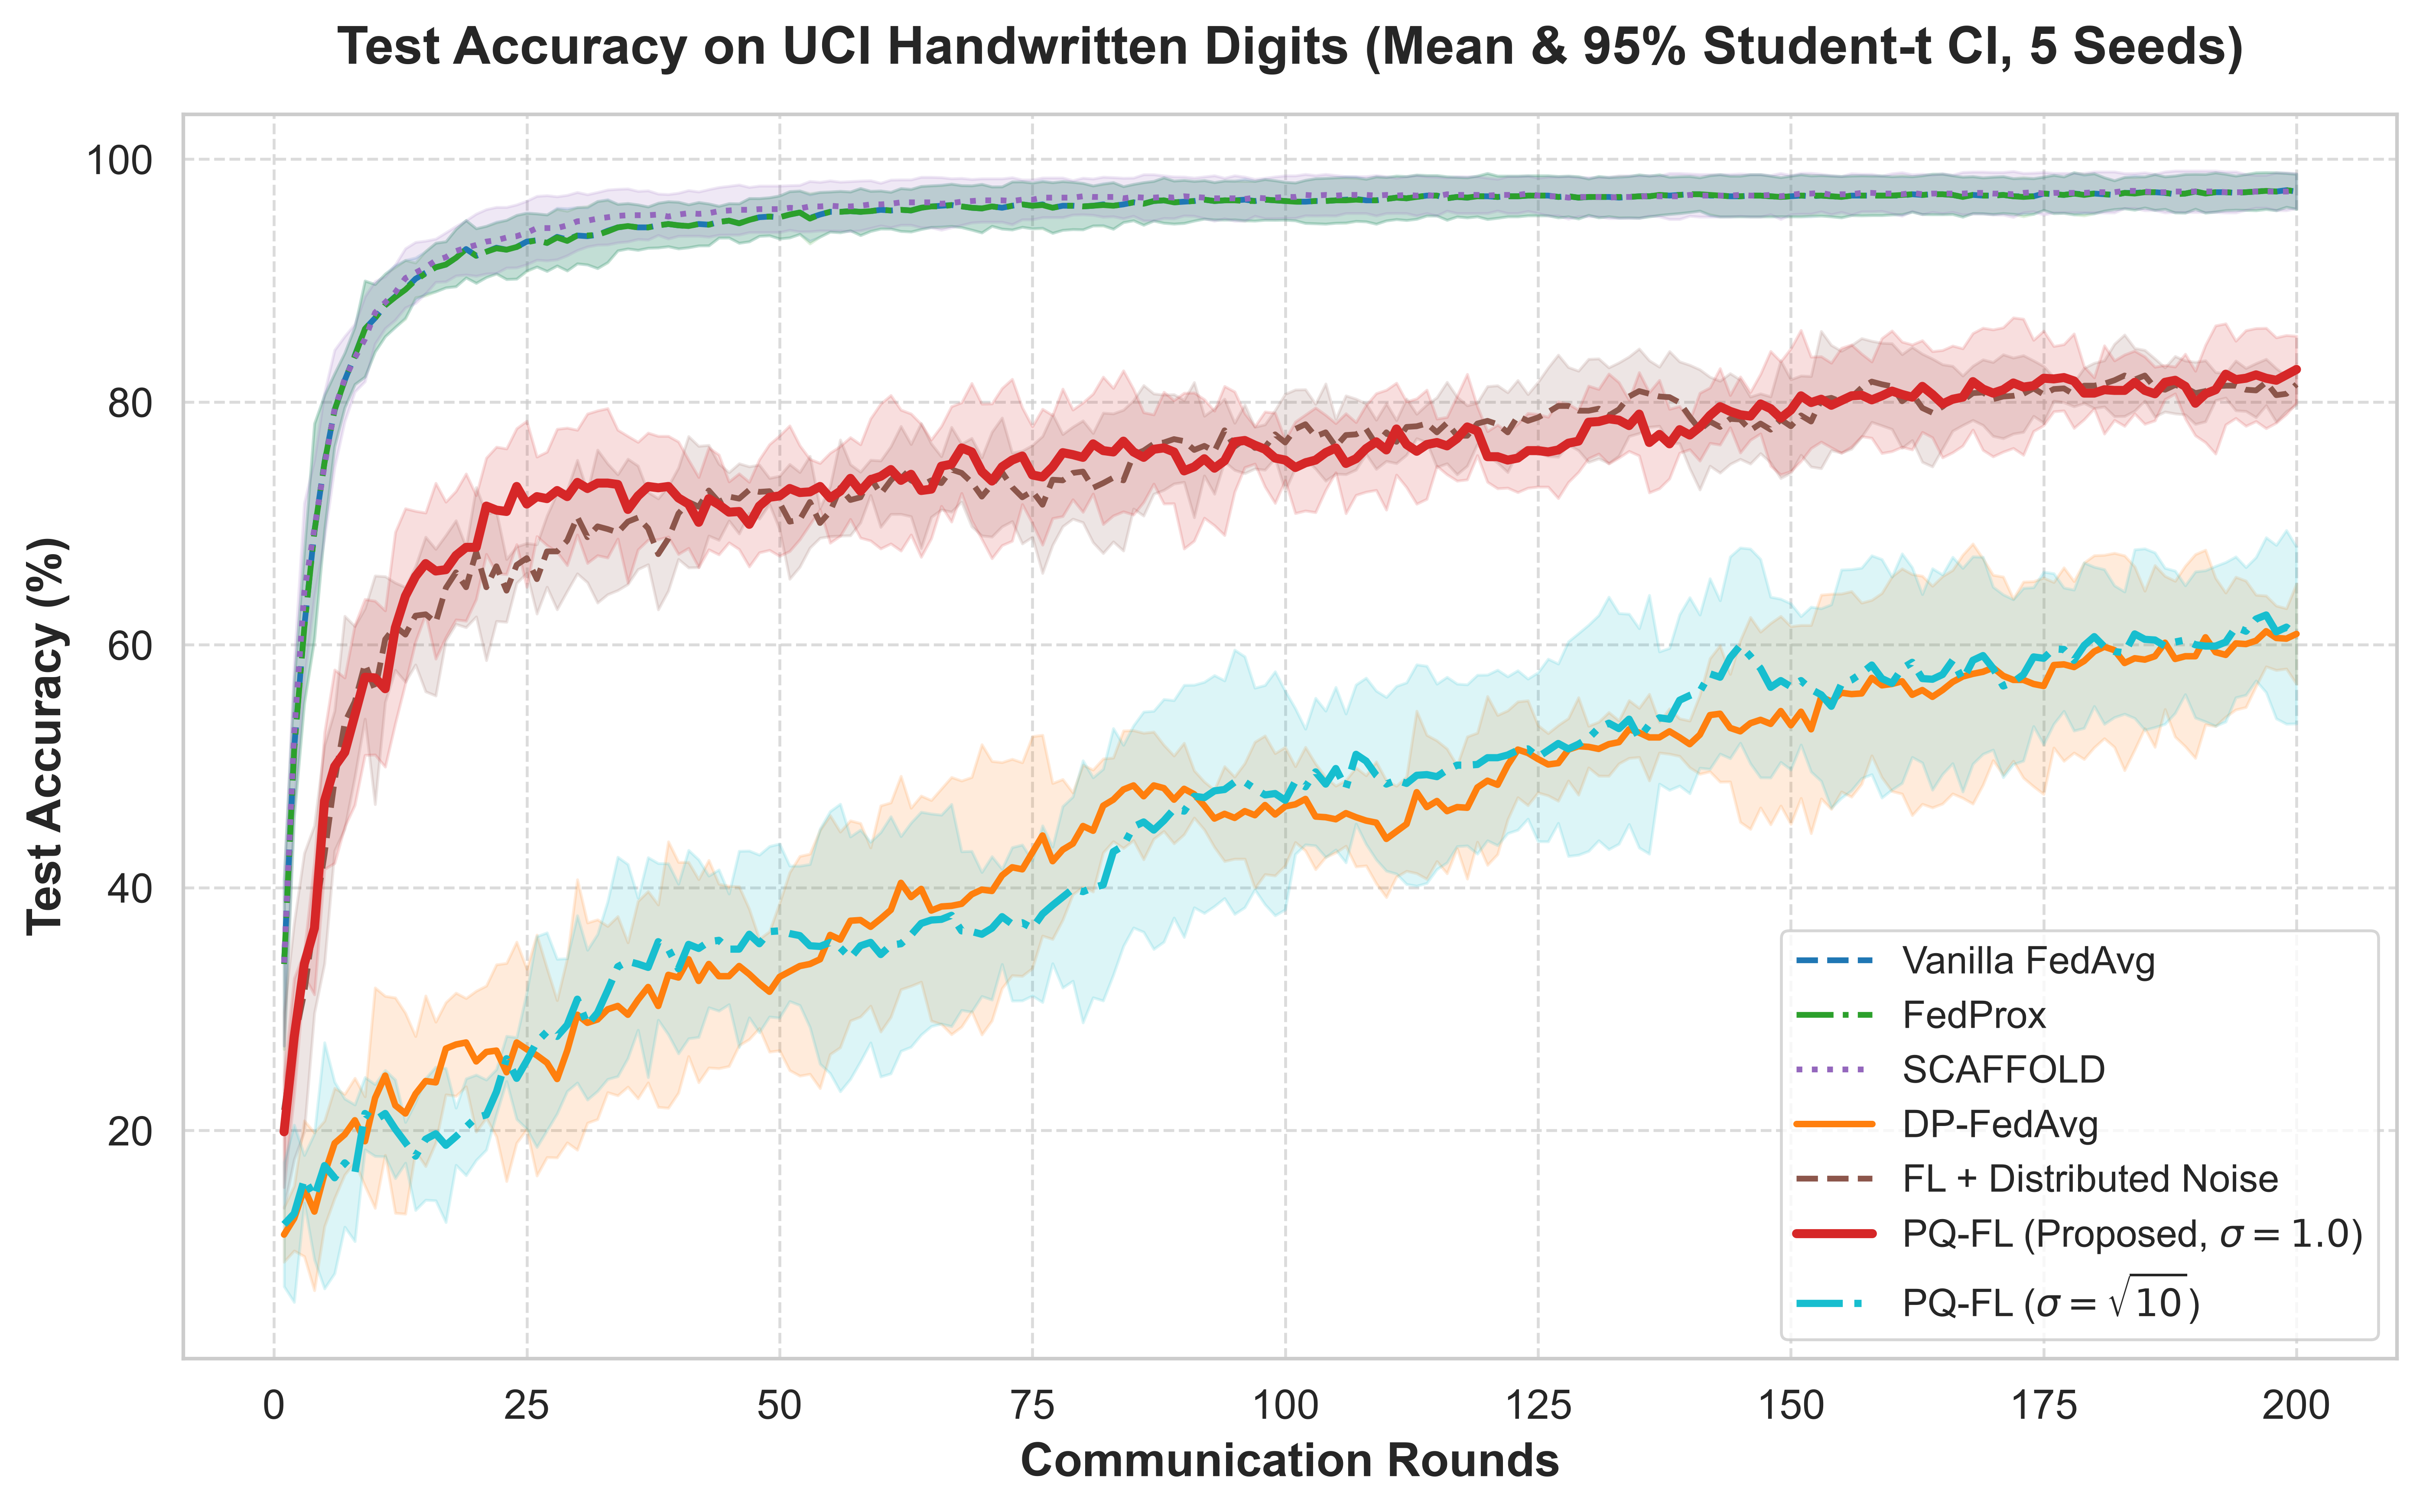 Test Accuracy on UCI Handwritten Digits (Mean & 95% Student-t CI, 5 Seeds)
Test Accuracy (%)
100
80
60
40
20
Vanilla FedAvg
FedProx
SCAFFOLD
DP-FedAvg
FL + Distributed Noise
PQ-FL (Proposed, σ = 1.0)
PQ-FL (σ = √10)
0 25 50 75 100 125 150 175 200
Communication Rounds